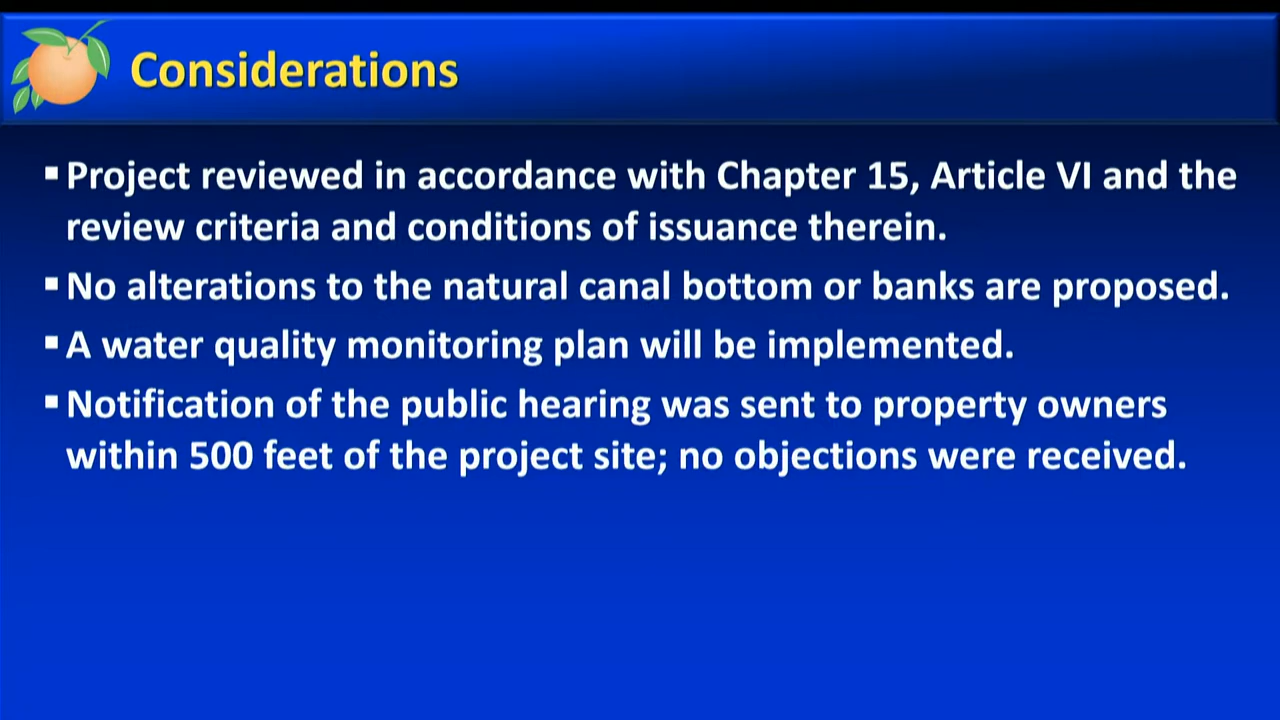 Considerations
▪ Project reviewed in accordance with Chapter 15, Article VI and the
review criteria and conditions of issuance therein.
▪ No alterations to the natural canal bottom or banks are proposed.
▪ A water quality monitoring plan will be implemented.
▪ Notification of the public hearing was sent to property owners
within 500 feet of the project site; no objections were received.